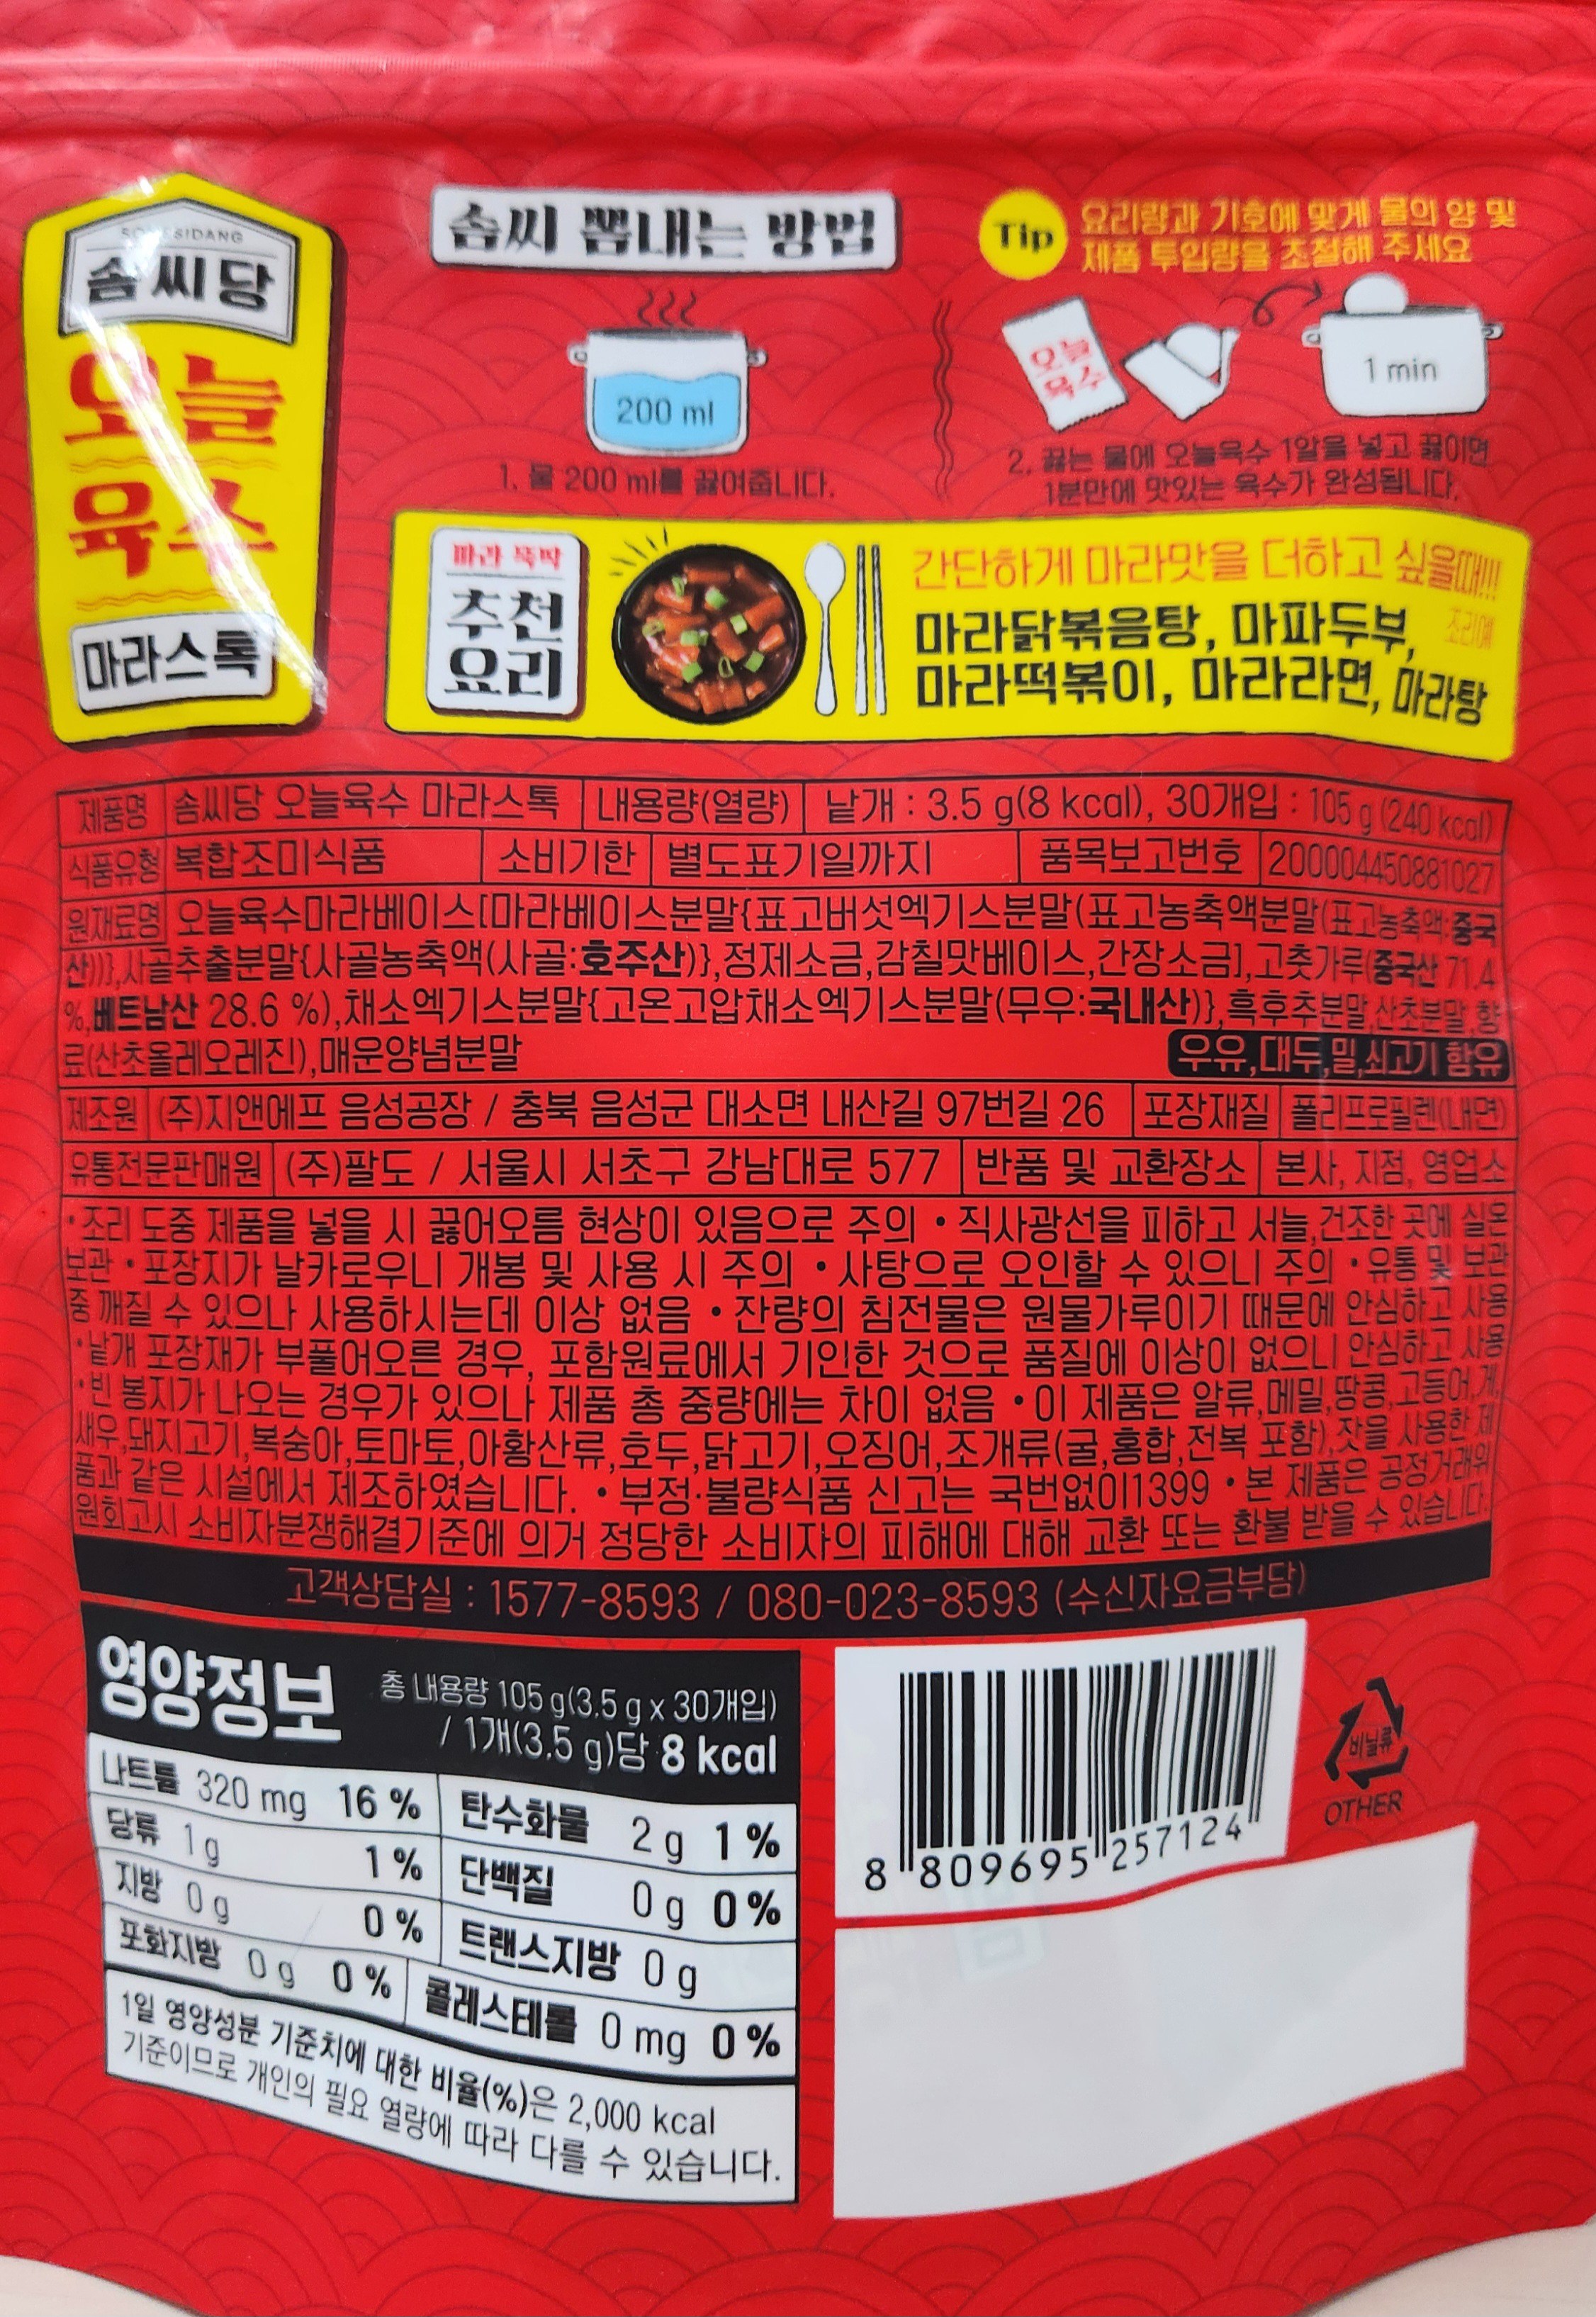 SOMSSIDANG
솜씨당
오늘
육수
마라스톡
솜씨 뽐내는 방법
Tip
요리량과 기호에 맞게 물의 양 및
제품 투입량을 조절해 주세요
200 ml
1. 물 200 ml를 끓여줍니다.
오늘
육수
1 min
2. 끓는 물에 오늘육수 1알을 넣고 끓이면
1분만에 맛있는 육수가 완성됩니다.
마라 뚝딱
추천
요리
간단하게 마라맛을 더하고 싶을때!!!
마라닭볶음탕, 마파두부, 조리예
마라떡볶이, 마라라면, 마라탕
제품명 솜씨당 오늘육수 마라스톡 내용량(열량) 낱개 : 3.5 g(8 kcal), 30개입 : 105 g (240 kcal)
식품유형 복합조미식품 소비기한 별도표기일까지 품목보고번호 200004450881027
원재료명 오늘육수마라베이스[마라베이스분말{표고버섯엑기스분말(표고농축액분말(표고농축액:중국
산))},사골추출분말{사골농축액(사골:호주산)},정제소금,감칠맛베이스,간장소금],고춧가루(중국산 71.4
%,베트남산 28.6 %),채소엑기스분말{고온고압채소엑기스분말(무우:국내산)},흑후추분말,산초분말,향
료(산초올레오레진),매운양념분말 우유,대두,밀,쇠고기 함유
제조원 (주)지앤에프 음성공장 / 충북 음성군 대소면 내산길 97번길 26 포장재질 폴리프로필렌(내면)
유통전문판매원 (주)팔도 / 서울시 서초구 강남대로 577 반품 및 교환장소 본사, 지점, 영업소
•조리 도중 제품을 넣을 시 끓어오름 현상이 있음으로 주의 •직사광선을 피하고 서늘,건조한 곳에 실온
보관 •포장지가 날카로우니 개봉 및 사용 시 주의 •사탕으로 오인할 수 있으니 주의 •유통 및 보관
중 깨질 수 있으나 사용하시는데 이상 없음 •잔량의 침전물은 원물가루이기 때문에 안심하고 사용
•낱개 포장재가 부풀어오른 경우, 포함원료에서 기인한 것으로 품질에 이상이 없으니 안심하고 사용
•빈 봉지가 나오는 경우가 있으나 제품 총 중량에는 차이 없음 •이 제품은 알류,메밀,땅콩,고등어,게,
새우,돼지고기,복숭아,토마토,아황산류,호두,닭고기,오징어,조개류(굴,홍합,전복 포함),잣을 사용한 제
품과 같은 시설에서 제조하였습니다. •부정·불량식품 신고는 국번없이1399 •본 제품은 공정거래위
원회고시 소비자분쟁해결기준에 의거 정당한 소비자의 피해에 대해 교환 또는 환불 받을 수 있습니다.
고객상담실 : 1577-8593 / 080-023-8593 (수신자요금부담)
영양정보 총 내용량 105 g(3.5 g x 30개입)
/ 1개(3.5 g)당 8 kcal
나트륨 320 mg 16 % 탄수화물 2 g 1 %
당류 1 g 1 % 단백질 0 g 0 %
지방 0 g 0 % 트랜스지방 0 g
포화지방 0 g 0 % 콜레스테롤 0 mg 0 %
1일 영양성분 기준치에 대한 비율(%)은 2,000 kcal
기준이므로 개인의 필요 열량에 따라 다를 수 있습니다.
8 809695 257124
비닐류
OTHER